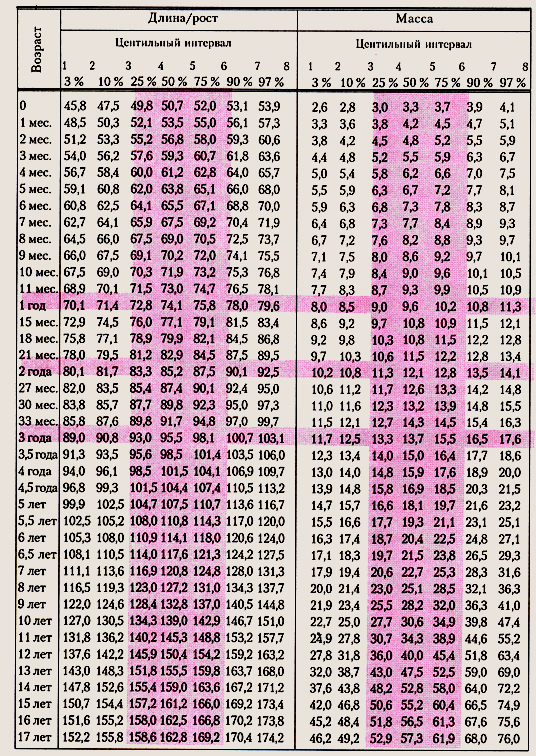 Длина/рост Масса
Возраст
Центильный интервал Центильный интервал
1 2 3 4 5 6 7 8 1 2 3 4 5 6 7 8
3 % 10 % 25 % 50 % 75 % 90 % 97 % 3 % 10 % 25 % 50 % 75 % 90 % 97 %
0 45,8 47,5 49,8 50,7 52,0 53,1 53,9 2,6 2,8 3,0 3,3 3,7 3,9 4,1
1 мес. 48,5 50,3 52,1 53,5 55,0 56,1 57,3 3,3 3,6 3,8 4,2 4,5 4,7 5,1
2 мес. 51,2 53,3 55,2 56,8 58,0 59,3 60,6 3,8 4,2 4,5 4,8 5,2 5,5 5,9
3 мес. 54,0 56,2 57,6 59,3 60,7 61,8 63,6 4,4 4,8 5,2 5,5 5,9 6,3 6,7
4 мес. 56,7 58,4 60,0 61,2 62,8 64,0 65,7 5,0 5,4 5,8 6,2 6,6 7,0 7,5
5 мес. 59,1 60,8 62,0 63,8 65,1 66,0 68,0 5,5 5,9 6,3 6,7 7,2 7,7 8,1
6 мес. 60,8 62,5 64,1 65,5 67,1 68,8 70,0 5,9 6,3 6,8 7,3 7,8 8,3 8,7
7 мес. 62,7 64,1 65,9 67,5 69,2 70,4 71,9 6,4 6,8 7,3 7,7 8,4 8,9 9,3
8 мес. 64,5 66,0 67,5 69,0 70,5 72,5 73,7 6,7 7,2 7,6 8,2 8,8 9,3 9,7
9 мес. 66,0 67,5 69,1 70,2 72,0 74,1 75,5 7,1 7,5 8,0 8,6 9,2 9,7 10,1
10 мес. 67,5 69,0 70,3 71,9 73,2 75,3 76,8 7,4 7,9 8,4 9,0 9,6 10,1 10,5
11 мес. 68,9 70,1 71,5 73,0 74,7 76,5 78,1 7,7 8,3 8,7 9,3 9,9 10,5 10,9
1 год 70,1 71,4 72,8 74,1 75,8 78,0 79,6 8,0 8,5 9,0 9,6 10,2 10,8 11,3
15 мес. 72,9 74,5 76,0 77,1 79,1 81,5 83,4 8,6 9,2 9,7 10,8 10,9 11,5 12,1
18 мес. 75,8 77,1 78,9 79,9 82,1 84,5 86,8 9,2 9,8 10,3 10,8 11,5 12,2 12,8
21 мес. 78,0 79,5 81,2 82,9 84,5 87,5 89,5 9,7 10,3 10,6 11,5 12,2 12,8 13,4
2 года 80,1 81,7 83,3 85,2 87,5 90,1 92,5 10,2 10,8 11,3 12,1 12,8 13,5 14,1
27 мес. 82,0 83,5 85,4 87,4 90,1 92,4 95,0 10,6 11,2 11,7 12,6 13,3 14,2 14,8
30 мес. 83,8 85,7 87,7 89,8 92,3 95,0 97,3 11,0 11,6 12,3 13,2 13,9 14,8 15,5
33 мес. 85,8 87,6 89,8 91,7 94,8 97,0 99,7 11,5 12,1 12,7 14,3 14,5 15,4 16,3
3 года 89,0 90,8 93,0 95,5 98,1 100,7 103,1 11,7 12,5 13,3 13,7 15,5 16,5 17,6
3,5 года 91,3 93,5 95,6 98,5 101,4 103,5 106,0 12,3 13,4 14,0 15,0 16,4 17,7 18,6
4 года 94,0 96,1 98,5 101,5 104,1 106,9 109,7 13,0 14,0 14,8 15,9 17,6 18,9 20,0
4,5 года 96,8 99,3 101,5 104,4 107,4 110,5 113,2 13,9 14,8 15,8 16,9 18,5 20,3 21,5
5 лет 99,9 102,5 104,7 107,5 110,7 113,6 116,7 14,7 15,7 16,6 18,1 19,7 21,6 23,2
5,5 лет 102,5 105,2 108,0 110,8 114,3 117,0 120,0 15,5 16,6 17,7 19,3 21,1 23,1 25,1
6 лет 105,3 108,0 110,9 114,1 118,0 120,6 124,0 16,3 17,4 18,7 20,4 22,5 24,8 27,1
6,5 лет 108,1 110,5 114,0 117,6 121,3 124,2 127,5 17,1 18,3 19,7 21,5 23,8 26,5 29,3
7 лет 111,1 113,6 116,9 120,8 124,8 128,0 131,3 17,9 19,4 20,6 22,7 25,3 28,3 31,6
8 лет 116,5 119,3 123,0 127,2 131,0 134,3 137,7 20,0 21,4 23,0 25,1 28,5 32,1 36,3
9 лет 122,0 124,6 128,4 132,8 137,0 140,5 144,8 21,9 23,4 25,5 28,2 32,0 36,3 41,0
10 лет 127,0 130,5 134,3 139,0 142,9 146,7 151,0 22,7 25,0 27,7 30,6 34,9 39,8 47,4
11 лет 131,8 136,2 140,2 145,3 148,8 153,2 157,7 24,9 27,8 30,7 34,3 38,9 44,6 55,2
12 лет 137,6 142,2 145,9 150,4 154,2 159,2 163,2 27,8 31,8 36,0 40,0 45,4 51,8 63,4
13 лет 143,0 148,3 151,8 155,5 159,8 163,7 168,0 32,0 38,7 43,0 47,5 52,5 59,0 69,0
14 лет 147,8 152,6 155,4 159,0 163,6 167,2 171,2 37,6 43,8 48,2 52,8 58,0 64,0 72,2
15 лет 150,7 154,4 157,2 161,2 166,0 169,2 173,4 42,0 46,8 50,6 55,2 60,4 66,5 74,9
16 лет 151,6 155,2 158,0 162,5 166,8 170,2 173,8 45,2 48,4 51,8 56,5 61,3 67,6 75,6
17 лет 152,2 155,8 158,6 162,8 169,2 170,4 174,2 46,2 49,2 52,9 57,3 61,9 68,0 76,0